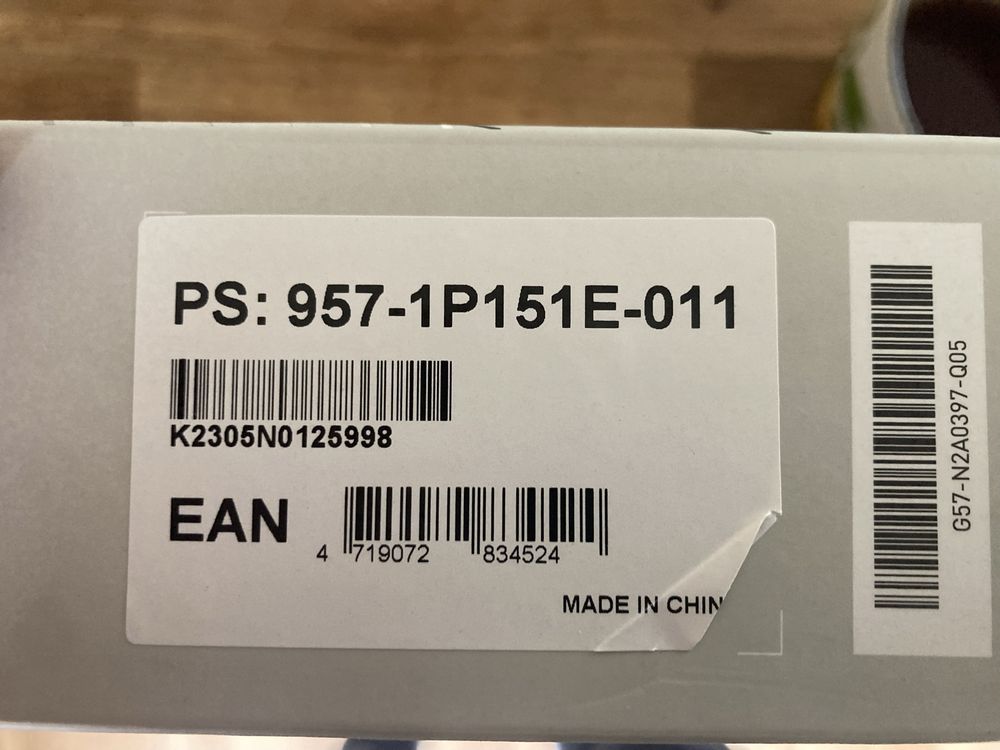 PS: 957-1P151E-011
K2305N0125998
EAN
4 719072 834524
MADE IN CHIN
G57-N2A0397-Q05